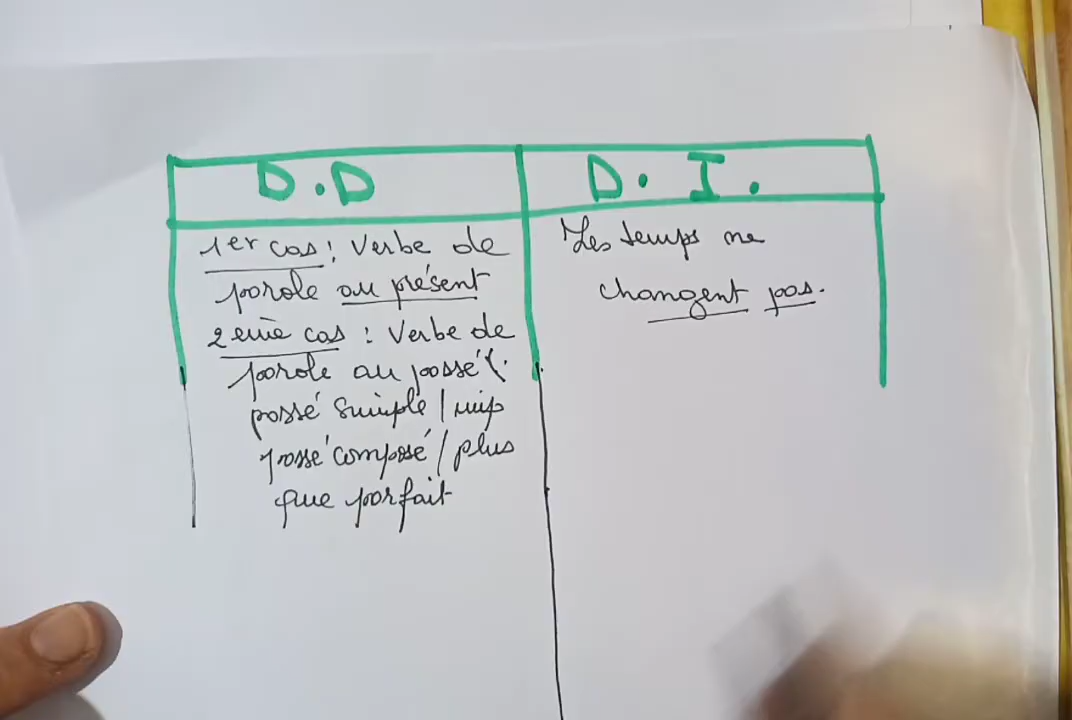 D.D
D. I.
1er cas : Verbe de
parole au présent
2eme cas : Verbe de
parole au passé (.
passé simple / imp
passé composé / plus
que parfait
Les temps ne
changent pas.